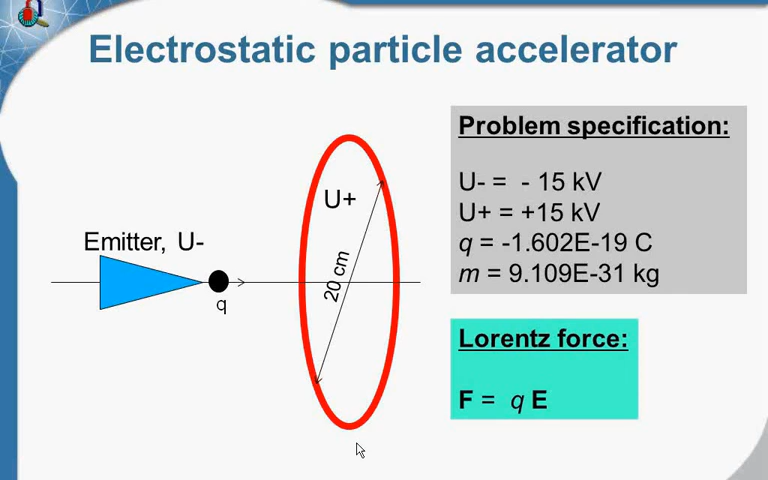 Electrostatic particle accelerator
Emitter, U-
q
U+
20 cm
Problem specification:
U- = - 15 kV
U+ = +15 kV
q = -1.602E-19 C
m = 9.109E-31 kg
Lorentz force:
F = q E